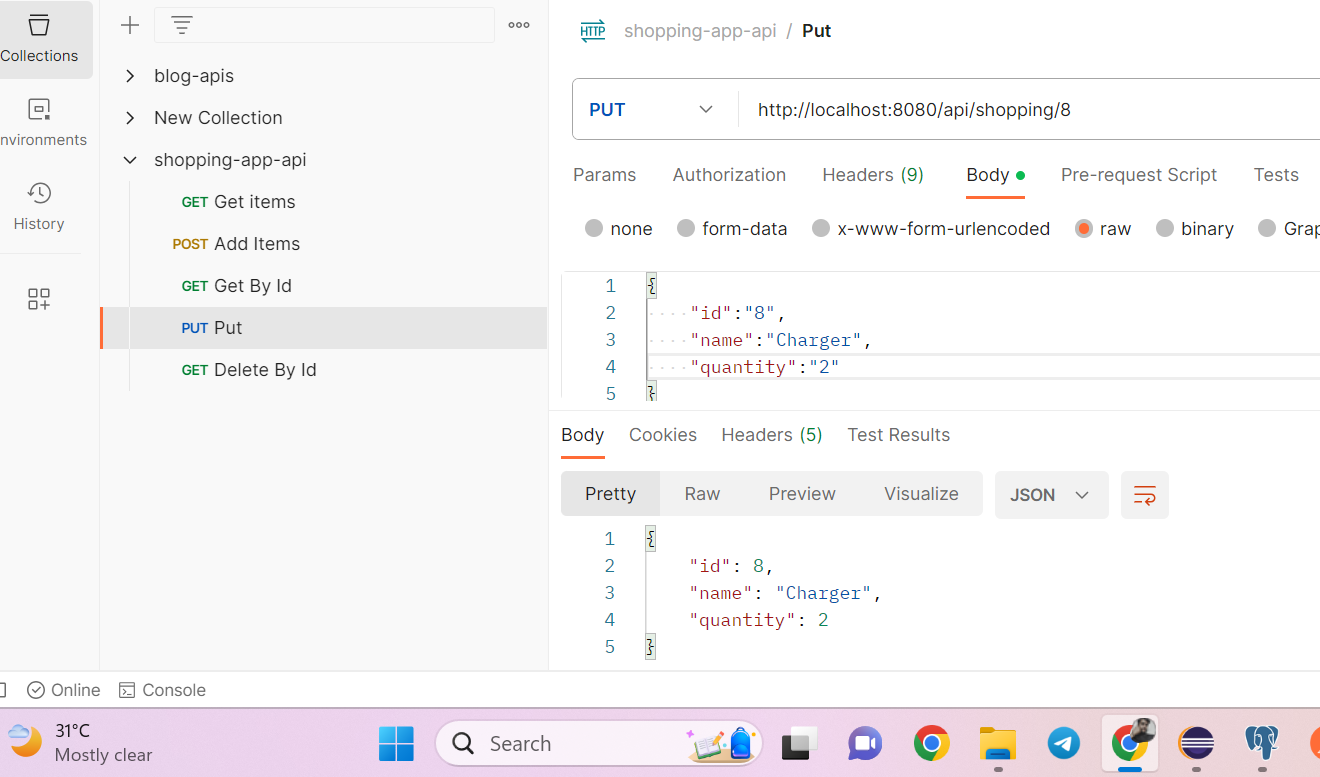 Collections
nvironments
History
blog-apis
New Collection
shopping-app-api
GET Get items
POST Add Items
GET Get By Id
PUT Put
GET Delete By Id
HTTP shopping-app-api / Put
PUT http://localhost:8080/api/shopping/8
Params Authorization Headers (9) Body Pre-request Script Tests
none form-data x-www-form-urlencoded raw binary Grap
1 {
2 "id":"8",
3 "name":"Charger",
4 "quantity":"2"
5 }
Body Cookies Headers (5) Test Results
Pretty Raw Preview Visualize JSON
1 {
2 "id": 8,
3 "name": "Charger",
4 "quantity": 2
5 }
Online Console
31°C
Mostly clear
Search